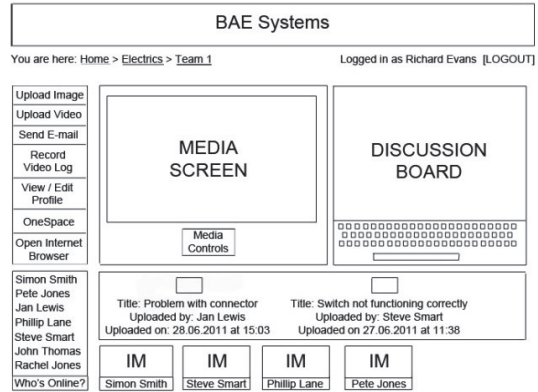 BAE Systems
You are here: Home > Electrics > Team 1
Logged in as Richard Evans [LOGOUT]
Upload Image
Upload Video
Send E-mail
Record
Video Log
View / Edit
Profile
OneSpace
Open Internet
Browser
MEDIA
SCREEN
Media
Controls
DISCUSSION
BOARD
Simon Smith
Pete Jones
Jan Lewis
Phillip Lane
Steve Smart
John Thomas
Rachel Jones
Who's Online?
Title: Problem with connector
Uploaded by: Jan Lewis
Uploaded on: 28.06.2011 at 15:03
Title: Switch not functioning correctly
Uploaded by: Steve Smart
Uploaded on 27.06.2011 at 11:38
IM
Simon Smith
IM
Steve Smart
IM
Phillip Lane
IM
Pete Jones